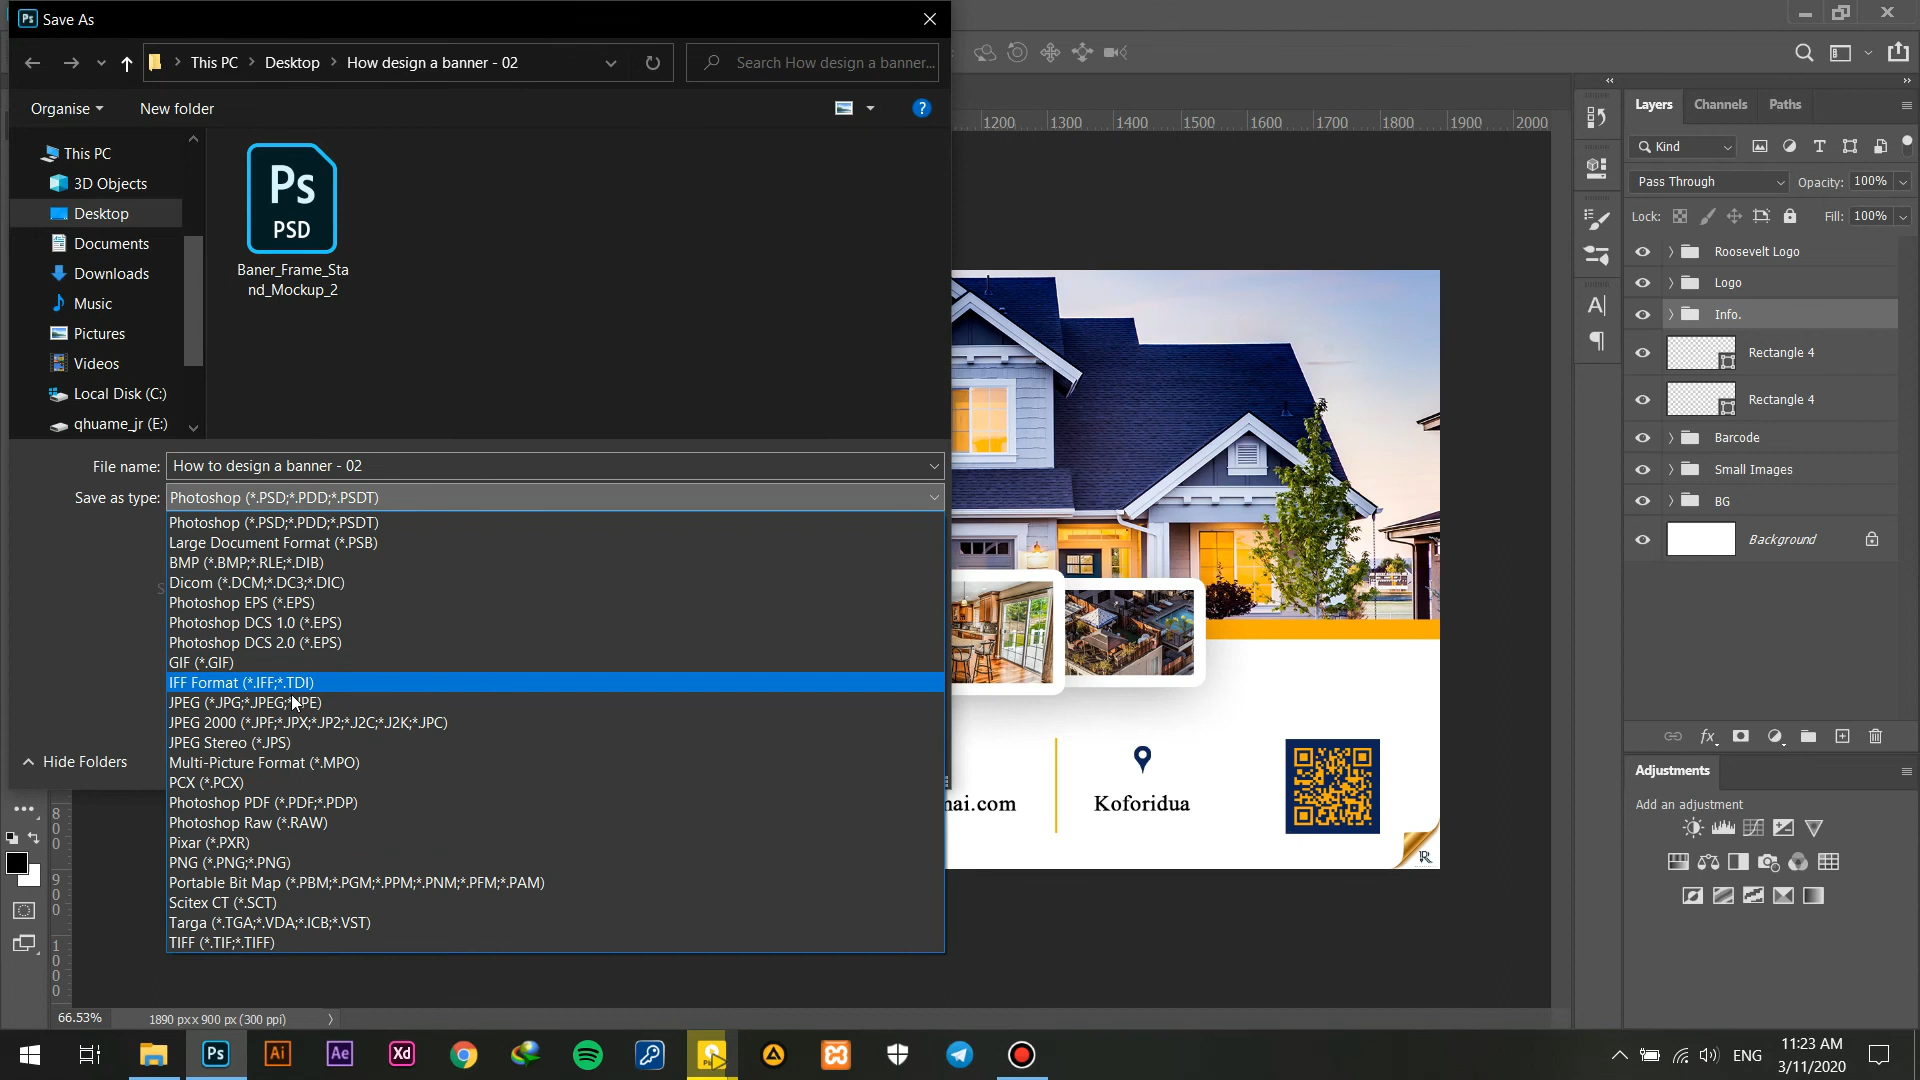 Ps Save As
This PC
Desktop
How design a banner - 02
Search How design a banner...
Organise
New folder
This PC
3D Objects
Desktop
Documents
Downloads
Music
Pictures
Videos
Local Disk (C:)
qhuame_jr (E:)
Ps
PSD
Baner_Frame_Sta
nd_Mockup_2
File name: How to design a banner - 02
Save as type: Photoshop (*.PSD;*.PDD;*.PSDT)
Photoshop (*.PSD;*.PDD;*.PSDT)
Large Document Format (*.PSB)
BMP (*.BMP;*.RLE;*.DIB)
Dicom (*.DCM;*.DC3;*.DIC)
Photoshop EPS (*.EPS)
Photoshop DCS 1.0 (*.EPS)
Photoshop DCS 2.0 (*.EPS)
GIF (*.GIF)
IFF Format (*.IFF;*.TDI)
JPEG (*.JPG;*.JPEG;*.JPE)
JPEG 2000 (*.JPF;*.JPX;*.JP2;*.J2C;*.J2K;*.JPC)
JPEG Stereo (*.JPS)
Multi-Picture Format (*.MPO)
PCX (*.PCX)
Photoshop PDF (*.PDF;*.PDP)
Photoshop Raw (*.RAW)
Pixar (*.PXR)
PNG (*.PNG;*.PNG)
Portable Bit Map (*.PBM;*.PGM;*.PPM;*.PNM;*.PFM;*.PAM)
Scitex CT (*.SCT)
Targa (*.TGA;*.VDA;*.ICB;*.VST)
TIFF (*.TIF;*.TIFF)
Hide Folders
1200 1300 1400 1500 1600 1700 1800 1900 2000
Koforidua
Layers Channels Paths
Kind
Pass Through Opacity: 100%
Lock: Fill: 100%
Roosevelt Logo
Logo
Info.
Rectangle 4
Rectangle 4
Barcode
Small Images
BG
Background
fx
Adjustments
Add an adjustment
800
900
1000
66.53% 1890 px x 900 px (300 ppi)
Ps Ai Ae Xd
ENG
11:23 AM
3/11/2020